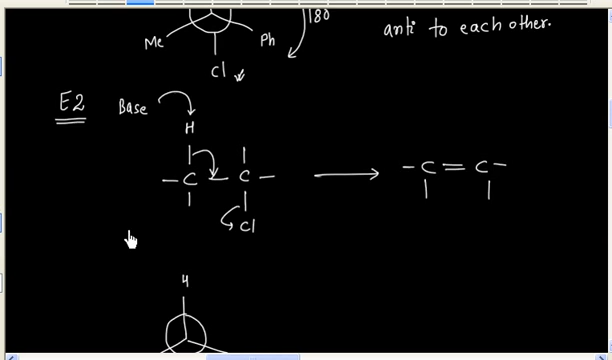 180
anti to each other.
Me
Ph
Cl
E2
Base
H
- C - C -
- C = C -
Cl
H